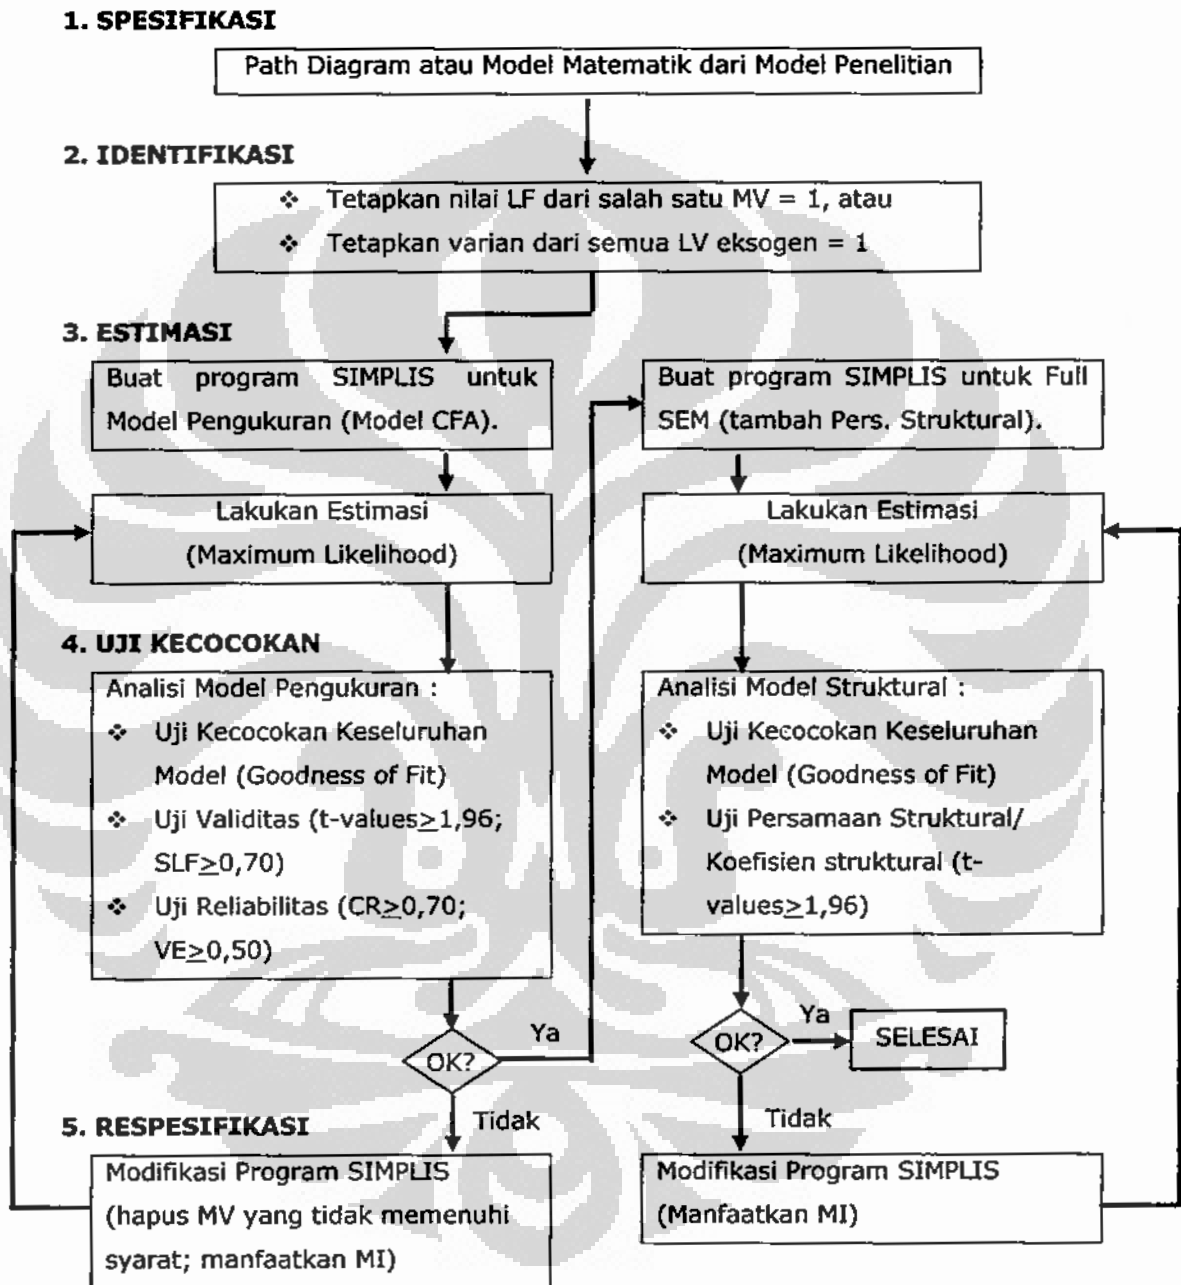 1. SPESIFIKASI
Path Diagram atau Model Matematik dari Model Penelitian
2. IDENTIFIKASI
❖ Tetapkan nilai LF dari salah satu MV = 1, atau
❖ Tetapkan varian dari semua LV eksogen = 1
3. ESTIMASI
Buat program SIMPLIS untuk
Model Pengukuran (Model CFA).
Buat program SIMPLIS untuk Full
SEM (tambah Pers. Struktural).
Lakukan Estimasi
(Maximum Likelihood)
Lakukan Estimasi
(Maximum Likelihood)
4. UJI KECOCOKAN
Analisi Model Pengukuran :
❖ Uji Kecocokan Keseluruhan
Model (Goodness of Fit)
❖ Uji Validitas (t-values≥1,96;
SLF≥0,70)
❖ Uji Reliabilitas (CR≥0,70;
VE≥0,50)
Analisi Model Struktural :
❖ Uji Kecocokan Keseluruhan
Model (Goodness of Fit)
❖ Uji Persamaan Struktural/
Koefisien struktural (t-
values≥1,96)
OK?
Ya
OK?
Ya
SELESAI
Tidak
Tidak
5. RESPESIFIKASI
Modifikasi Program SIMPLIS
(hapus MV yang tidak memenuhi
syarat; manfaatkan MI)
Modifikasi Program SIMPLIS
(Manfaatkan MI)